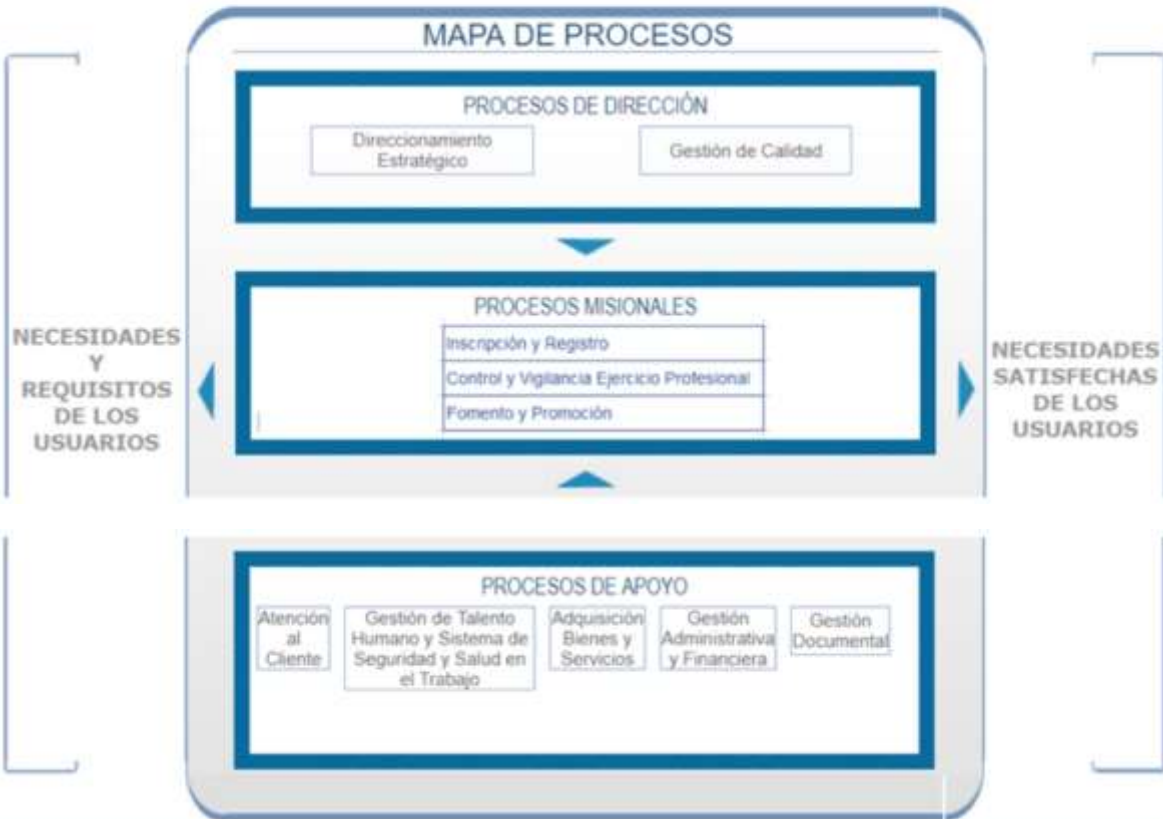 MAPA DE PROCESOS
PROCESOS DE DIRECCIÓN
Direccionamiento
Estratégico
Gestión de Calidad
PROCESOS MISIONALES
Inscripción y Registro
Control y Vigilancia Ejercicio Profesional
Fomento y Promoción
NECESIDADES
Y
REQUISITOS
DE LOS
USUARIOS
NECESIDADES
SATISFECHAS
DE LOS
USUARIOS
PROCESOS DE APOYO
Atención
al
Cliente
Gestión de Talento
Humano y Sistema de
Seguridad y Salud en
el Trabajo
Adquisición
Bienes y
Servicios
Gestión
Administrativa
y Financiera
Gestión
Documental